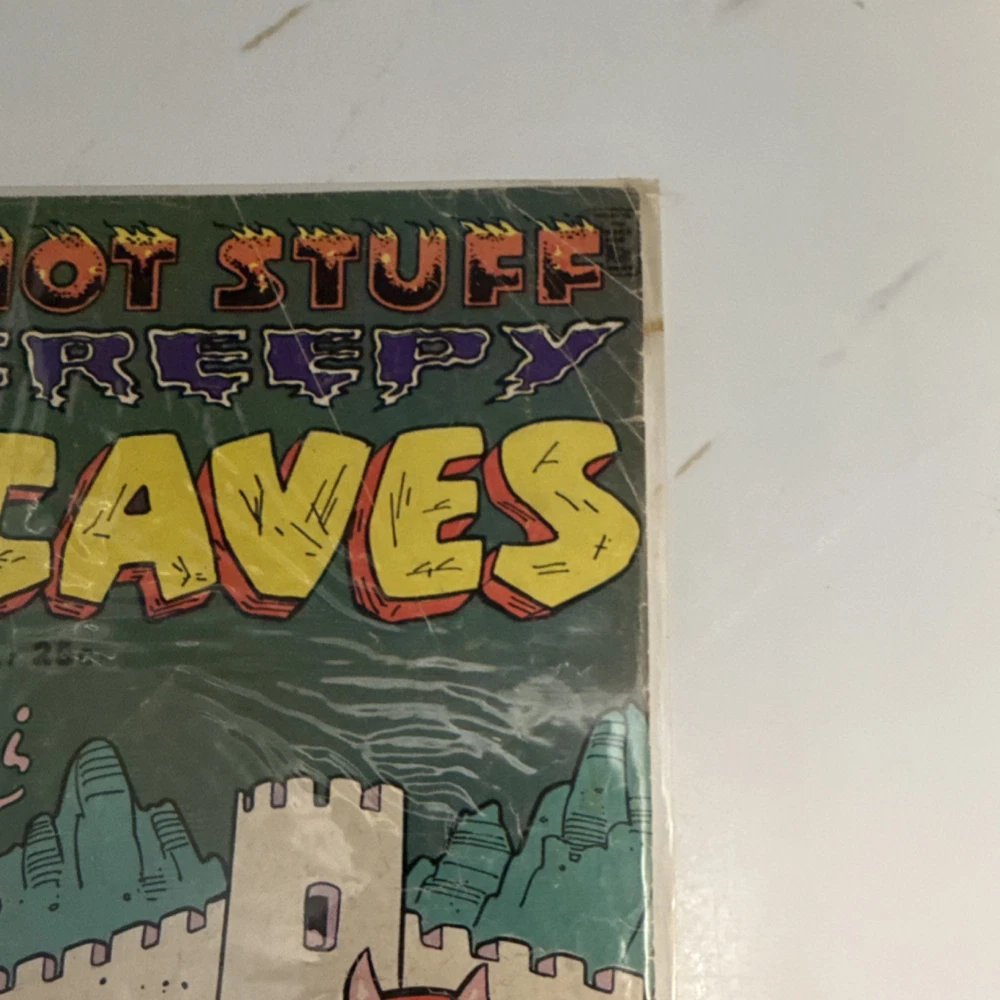 HOT STUFF
CREEPY
CAVES
25¢